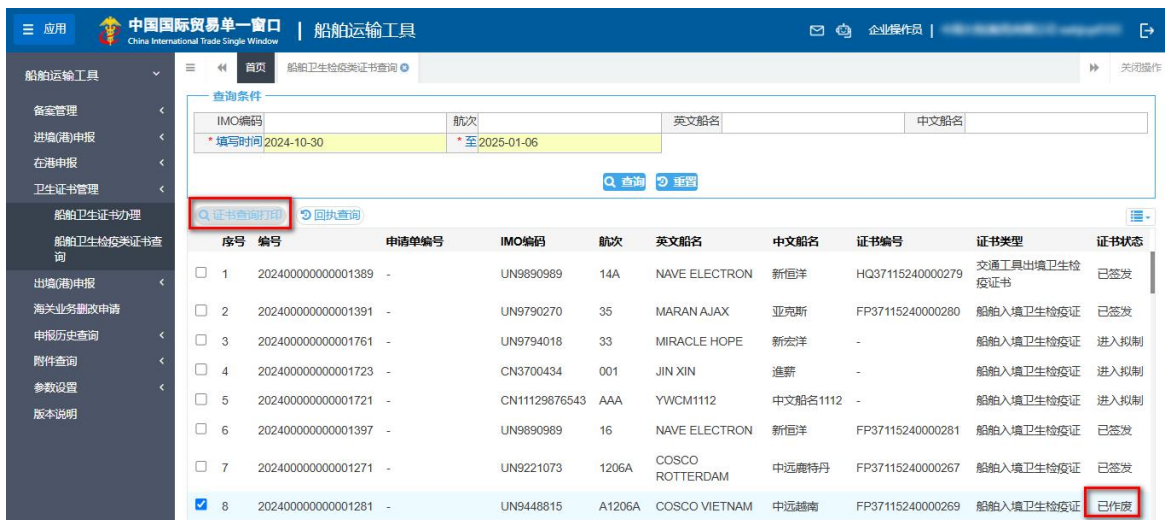 应用
中国国际贸易单一窗口 | 船舶运输工具
China International Trade Single Window
企业操作员 |
船舶运输工具
首页
船舶卫生检疫类证书查询
关闭操作
备案管理
进境(港)申报
在港申报
卫生证书管理
船舶卫生证书办理
船舶卫生检疫类证书查
询
出境(港)申报
海关业务删改申请
申报历史查询
附件查询
参数设置
版本说明
查询条件
IMO编码 航次 英文船名 中文船名
* 填写时间 2024-10-30 * 至 2025-01-06
查询 重置
证书查询打印 回执查询
序号 编号 申请单编号 IMO编码 航次 英文船名 中文船名 证书编号 证书类型 证书状态
1 202400000000001389 - UN9890989 14A NAVE ELECTRON 新恒洋 HQ37115240000279 交通工具出境卫生检 已签发
疫证书
2 202400000000001391 - UN9790270 35 MARAN AJAX 亚克斯 FP37115240000280 船舶入境卫生检疫证 已签发
3 202400000000001761 - UN9794018 33 MIRACLE HOPE 新宏洋 - 船舶入境卫生检疫证 进入拟制
4 202400000000001723 - CN3700434 001 JIN XIN 進薪 - 船舶入境卫生检疫证 进入拟制
5 202400000000001721 - CN11129876543 AAA YWCM1112 中文船名1112 - 船舶入境卫生检疫证 进入拟制
6 202400000000001397 - UN9890989 16 NAVE ELECTRON 新恒洋 FP37115240000281 船舶入境卫生检疫证 已签发
7 202400000000001271 - UN9221073 1206A COSCO 中远鹿特丹 FP37115240000267 船舶入境卫生检疫证 已签发
ROTTERDAM
8 202400000000001281 - UN9448815 A1206A COSCO VIETNAM 中远越南 FP37115240000269 船舶入境卫生检疫证 已作废